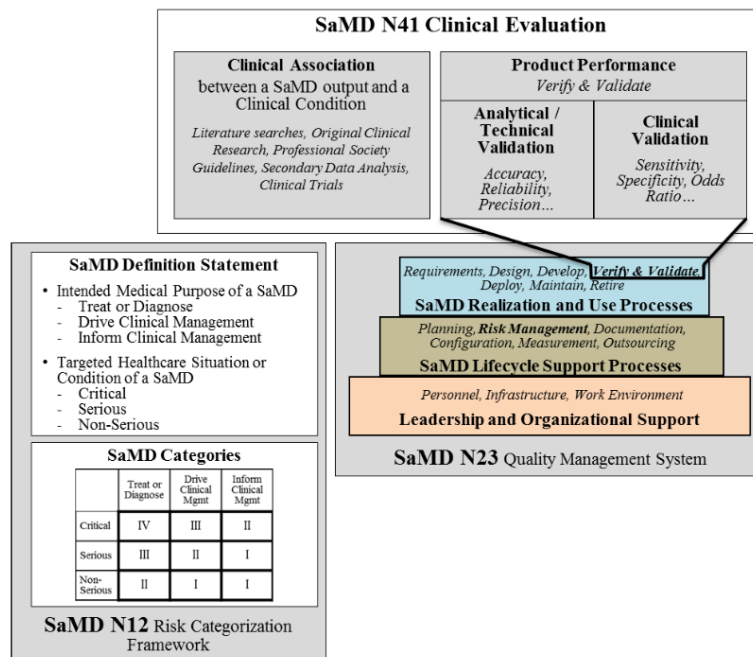 SaMD N41 Clinical Evaluation
Clinical Association
between a SaMD output and a
Clinical Condition
Literature searches, Original Clinical
Research, Professional Society
Guidelines, Secondary Data Analysis,
Clinical Trials
Product Performance
Verify & Validate
Analytical /
Technical
Validation
Accuracy,
Reliability,
Precision…
Clinical
Validation
Sensitivity,
Specificity, Odds
Ratio…
SaMD Definition Statement
• Intended Medical Purpose of a SaMD
- Treat or Diagnose
- Drive Clinical Management
- Inform Clinical Management
• Targeted Healthcare Situation or
Condition of a SaMD
- Critical
- Serious
- Non-Serious
SaMD Categories
Treat or
Diagnose
Drive
Clinical
Mgmt
Inform
Clinical
Mgmt
Critical IV III II
Serious III II I
Non-
Serious II I I
SaMD N12 Risk Categorization
Framework
Requirements, Design, Develop, Verify & Validate,
Deploy, Maintain, Retire
SaMD Realization and Use Processes
Planning, Risk Management, Documentation,
Configuration, Measurement, Outsourcing
SaMD Lifecycle Support Processes
Personnel, Infrastructure, Work Environment
Leadership and Organizational Support
SaMD N23 Quality Management System